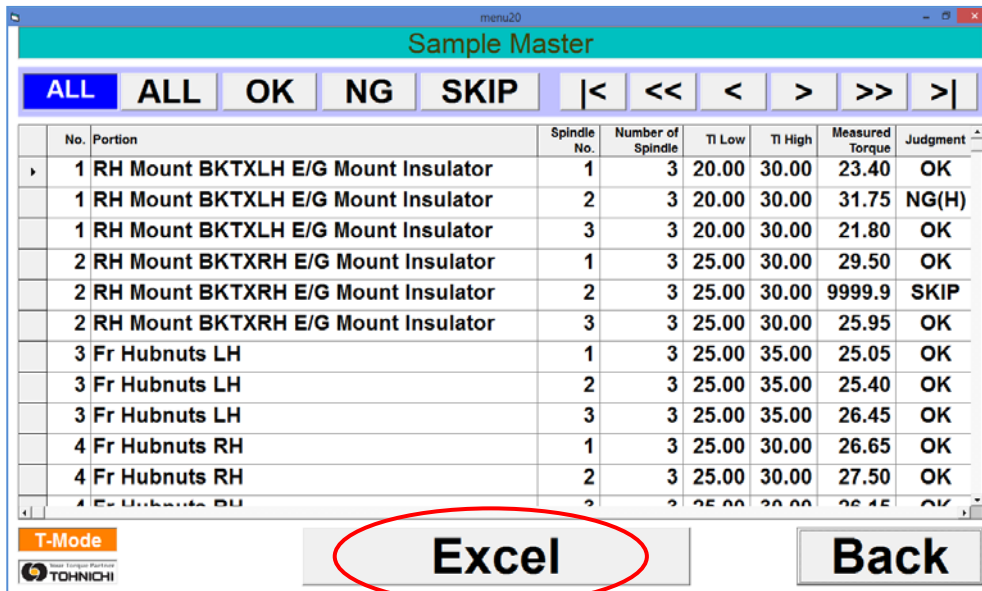 menu20
Sample Master
ALL ALL OK NG SKIP |< << < > >> >|
No. Portion Spindle No. Number of Spindle Tl Low Tl High Measured Torque Judgment
1 RH Mount BKTXLH E/G Mount Insulator 1 3 20.00 30.00 23.40 OK
1 RH Mount BKTXLH E/G Mount Insulator 2 3 20.00 30.00 31.75 NG(H)
1 RH Mount BKTXLH E/G Mount Insulator 3 3 20.00 30.00 21.80 OK
2 RH Mount BKTXRH E/G Mount Insulator 1 3 25.00 30.00 29.50 OK
2 RH Mount BKTXRH E/G Mount Insulator 2 3 25.00 30.00 9999.9 SKIP
2 RH Mount BKTXRH E/G Mount Insulator 3 3 25.00 30.00 25.95 OK
3 Fr Hubnuts LH 1 3 25.00 35.00 25.05 OK
3 Fr Hubnuts LH 2 3 25.00 35.00 25.40 OK
3 Fr Hubnuts LH 3 3 25.00 35.00 26.45 OK
4 Fr Hubnuts RH 1 3 25.00 30.00 26.65 OK
4 Fr Hubnuts RH 2 3 25.00 30.00 27.50 OK
T-Mode
Your Torque Partner
TOHNICHI
Excel
Back